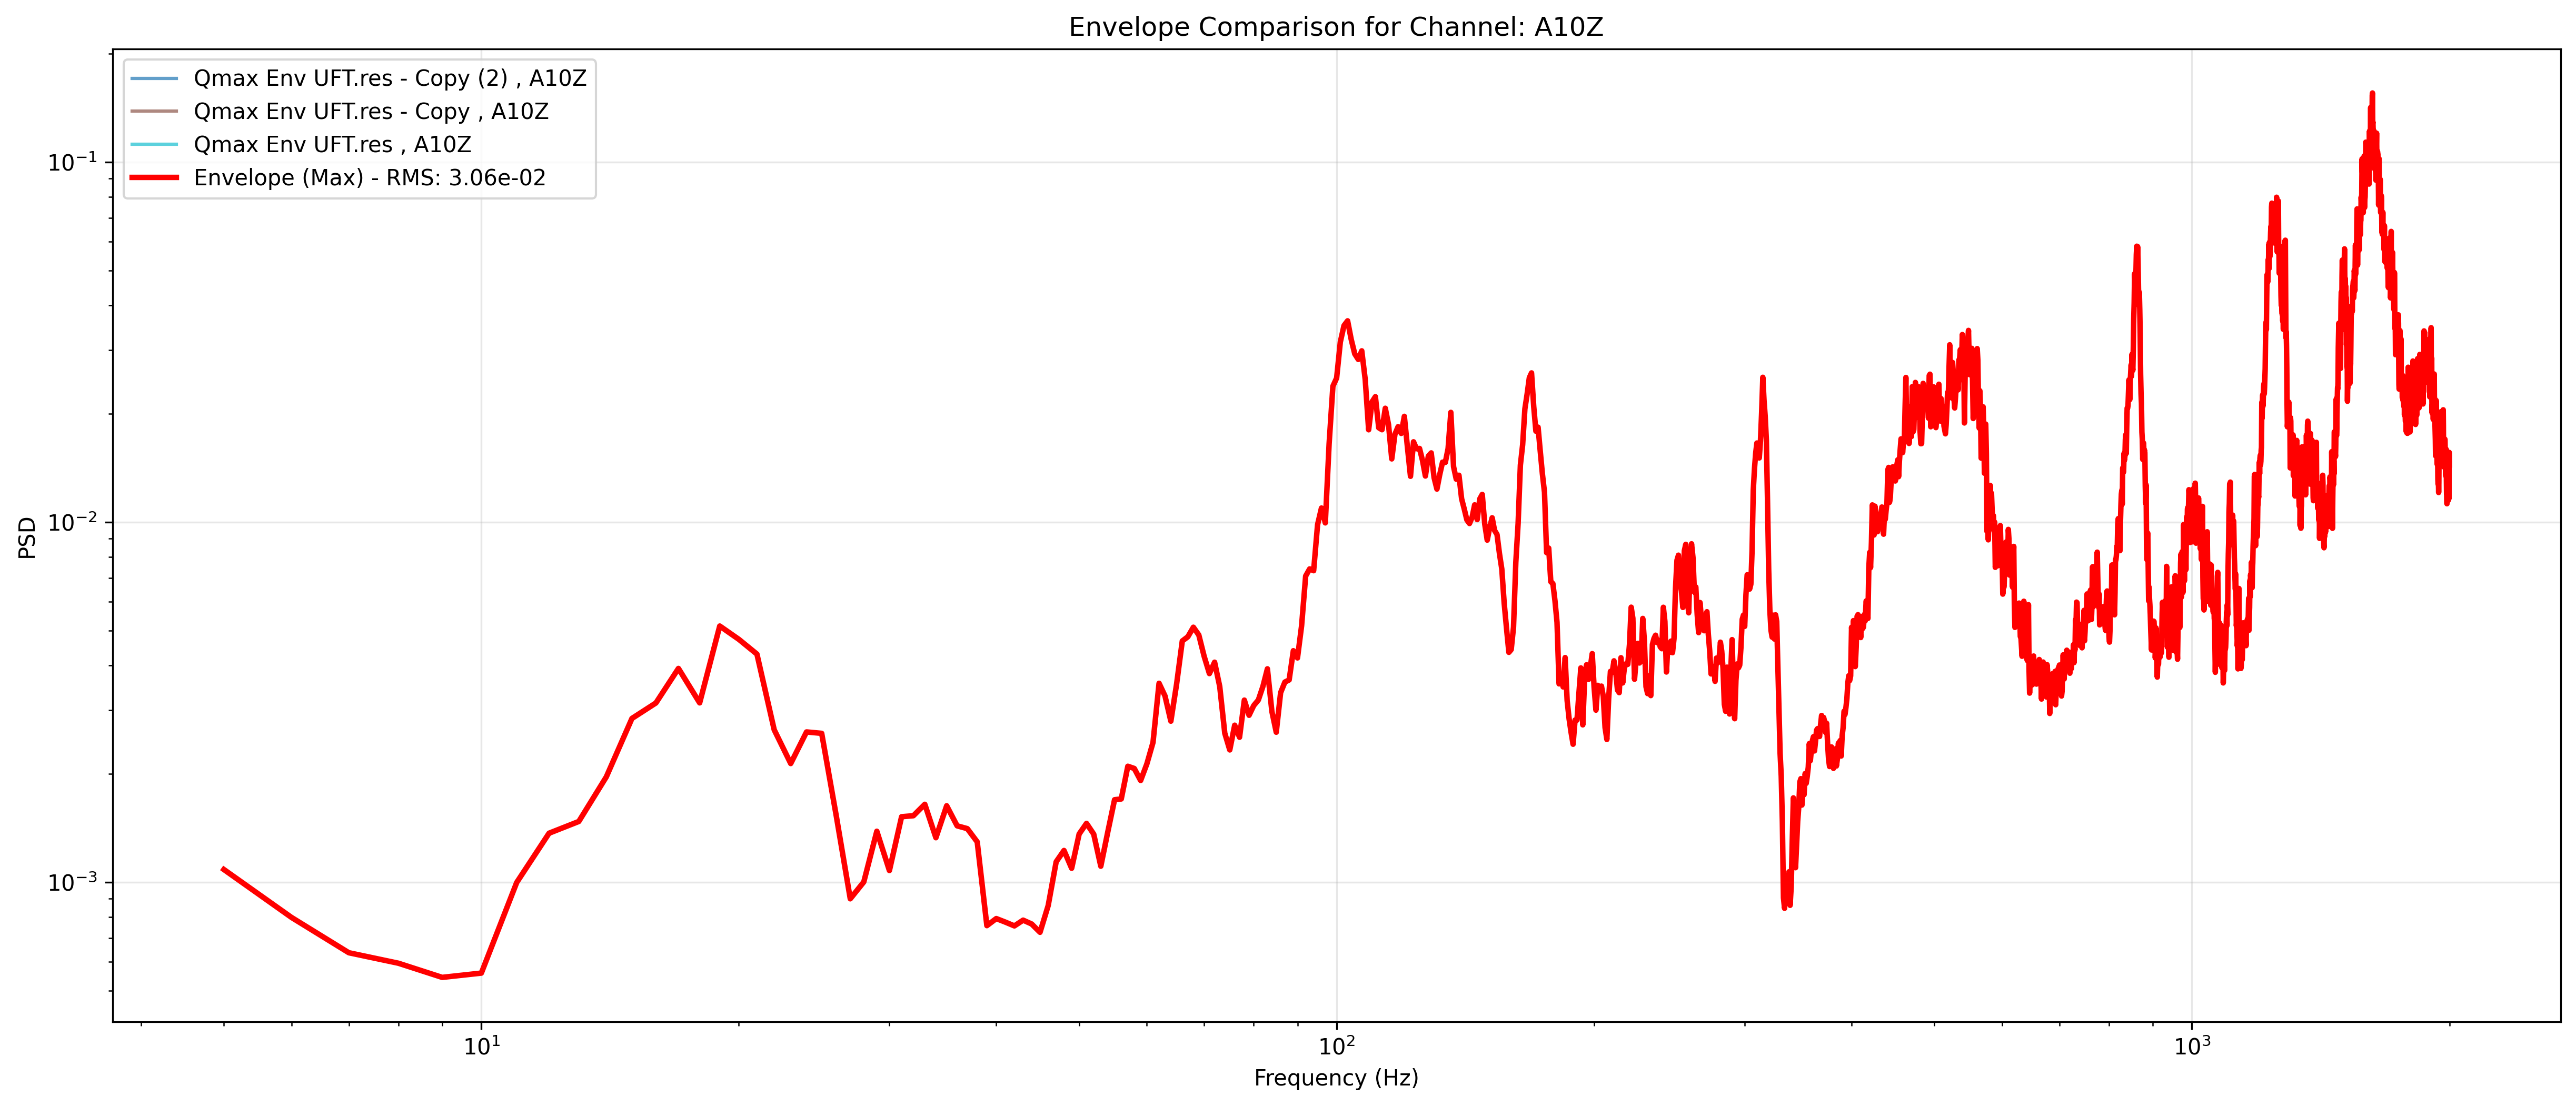 Envelope Comparison for Channel: A10Z
Qmax Env UFT.res - Copy (2) , A10Z
Qmax Env UFT.res - Copy , A10Z
Qmax Env UFT.res , A10Z
Envelope (Max) - RMS: 3.06e-02
10⁻¹
10⁻²
10⁻³
PSD
10¹
10²
10³
Frequency (Hz)